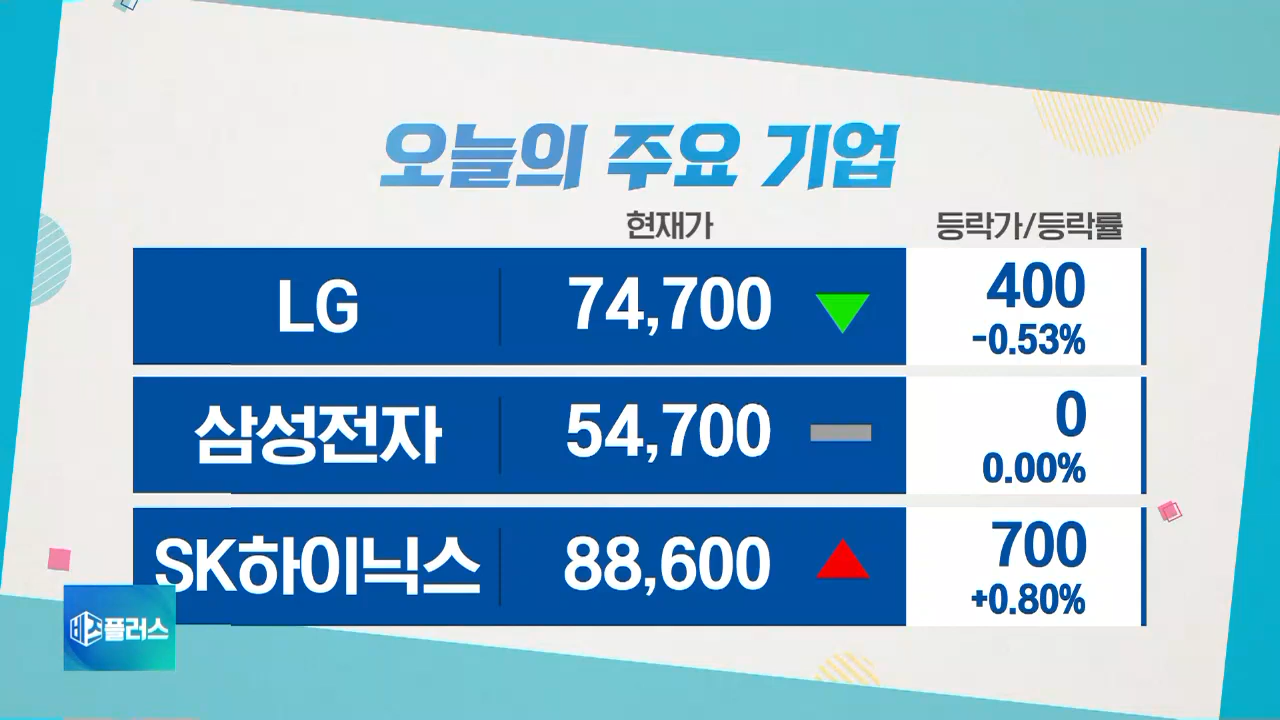 오늘의 주요 기업
현재가 등락가/등락률
LG 74,700 400
-0.53%
삼성전자 54,700 0
0.00%
SK하이닉스 88,600 700
+0.80%
비즈플러스